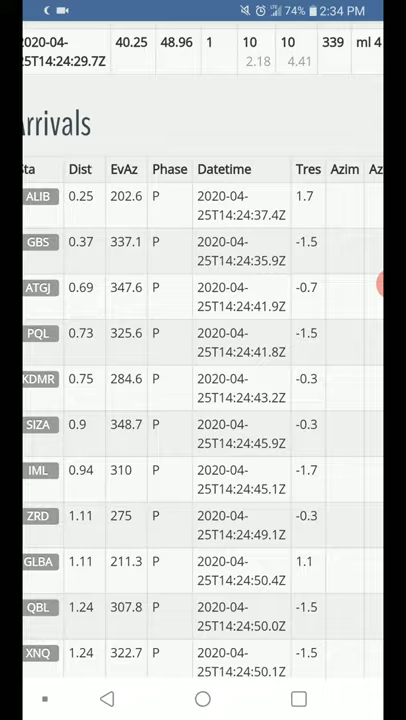 74% 2:34 PM
2020-04- 40.25 48.96 1 10 10 339 ml 4
25T14:24:29.7Z 2.18 4.41
Arrivals
Sta Dist EvAz Phase Datetime Tres Azim Az
ALIB 0.25 202.6 P 2020-04- 1.7
25T14:24:37.4Z
GBS 0.37 337.1 P 2020-04- -1.5
25T14:24:35.9Z
ATGJ 0.69 347.6 P 2020-04- -0.7
25T14:24:41.9Z
PQL 0.73 325.6 P 2020-04- -1.5
25T14:24:41.8Z
KDMR 0.75 284.6 P 2020-04- -0.3
25T14:24:43.2Z
SIZA 0.9 348.7 P 2020-04- -0.3
25T14:24:45.9Z
IML 0.94 310 P 2020-04- -1.7
25T14:24:45.1Z
ZRD 1.11 275 P 2020-04- -0.3
25T14:24:49.1Z
GLBA 1.11 211.3 P 2020-04- 1.1
25T14:24:50.4Z
QBL 1.24 307.8 P 2020-04- -1.5
25T14:24:50.0Z
XNQ 1.24 322.7 P 2020-04- -1.5
25T14:24:50.1Z